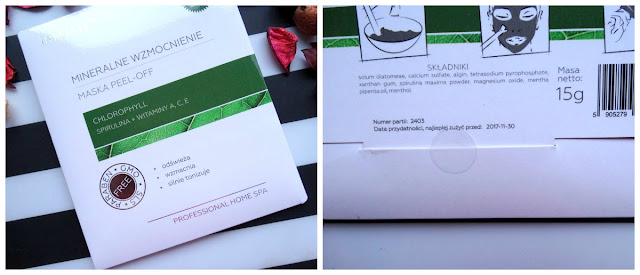 MINERALNE WZMOCNIENIE
MASKA PEEL-OFF
CHLOROPHYLL
SPIRULINA + WITAMINY A, C, E
• odświeża
• wzmacnia
• silnie tonizuje
SLS • PARABEN • GMO
FREE
PROFESSIONAL HOME SPA
SKŁADNIKI
solum diatomeae, calcium sulfate, algin, tetrasodium pyrophosphate,
xanthan gum, spirulina maxima powder, magnesium oxide, mentha
piperita oil, menthol
Masa
netto:
15g
Numer partii: 2403
Data przydatności, najlepiej zużyć przed: 2017-11-30
5 905279